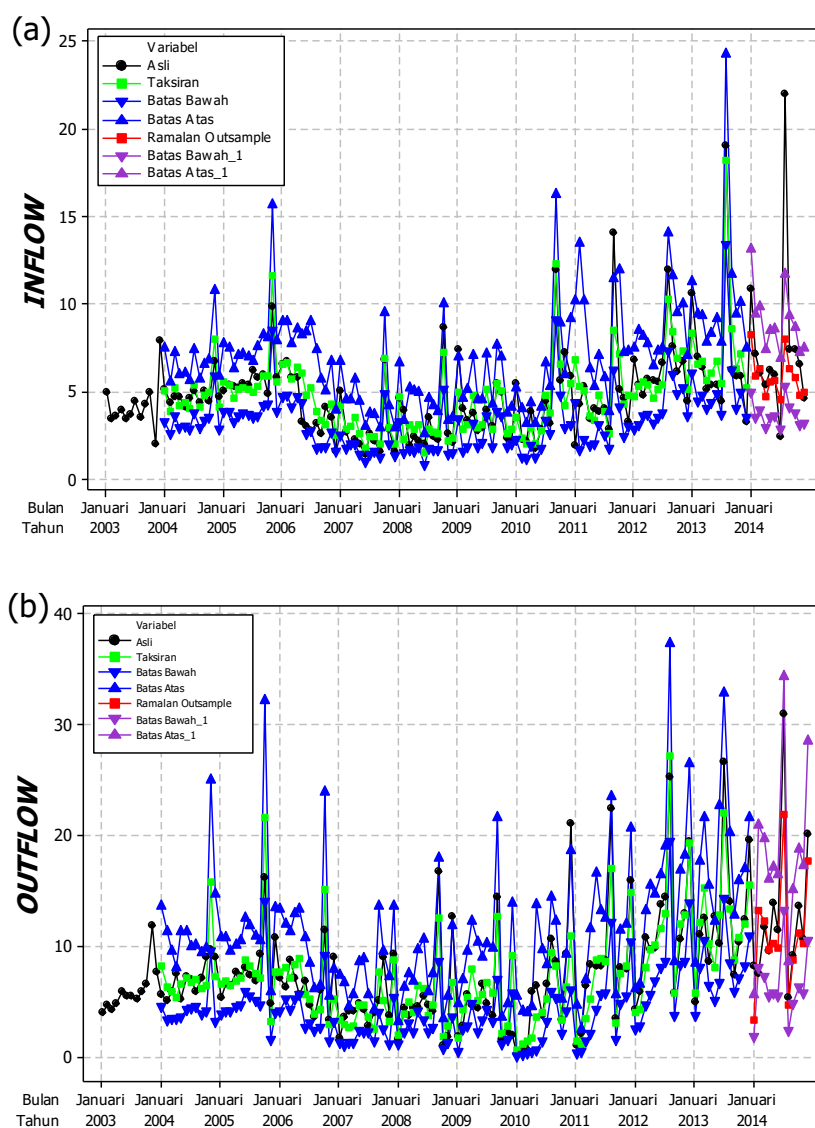 (a)
25
20
15
10
5
0
INFLOW
Variabel
Asli
Taksiran
Batas Bawah
Batas Atas
Ramalan Outsample
Batas Bawah_1
Batas Atas_1
Bulan Januari Januari Januari Januari Januari Januari Januari Januari Januari Januari Januari Januari
Tahun 2003 2004 2005 2006 2007 2008 2009 2010 2011 2012 2013 2014
(b)
40
30
20
10
0
OUTFLOW
Variabel
Asli
Taksiran
Batas Bawah
Batas Atas
Ramalan Outsample
Batas Bawah_1
Batas Atas_1
Bulan Januari Januari Januari Januari Januari Januari Januari Januari Januari Januari Januari Januari
Tahun 2003 2004 2005 2006 2007 2008 2009 2010 2011 2012 2013 2014